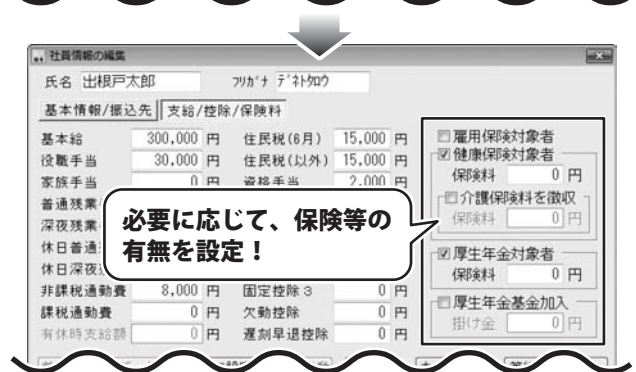 社員情報の編集
氏名 出根戸太郎 フリガナ デネトタロウ
基本情報/振込先 支給/控除/保険料
基本給 300,000 円 住民税(6月) 15,000 円
役職手当 30,000 円 住民税(以外) 15,000 円
家族手当 0 円 資格手当 2,000 円
普通残業
深夜残業
休日普通
休日深夜
非課税通勤費 8,000 円 固定控除3 0 円
課税通勤費 0 円 欠勤控除 0 円
有休時支給額 0 円 遅刻早退控除 0 円
必要に応じて、保険等の
有無を設定！
雇用保険対象者
健康保険対象者
保険料 0 円
介護保険料を徴収
保険料 0 円
厚生年金対象者
保険料 0 円
厚生年金基金加入
掛け金 0 円